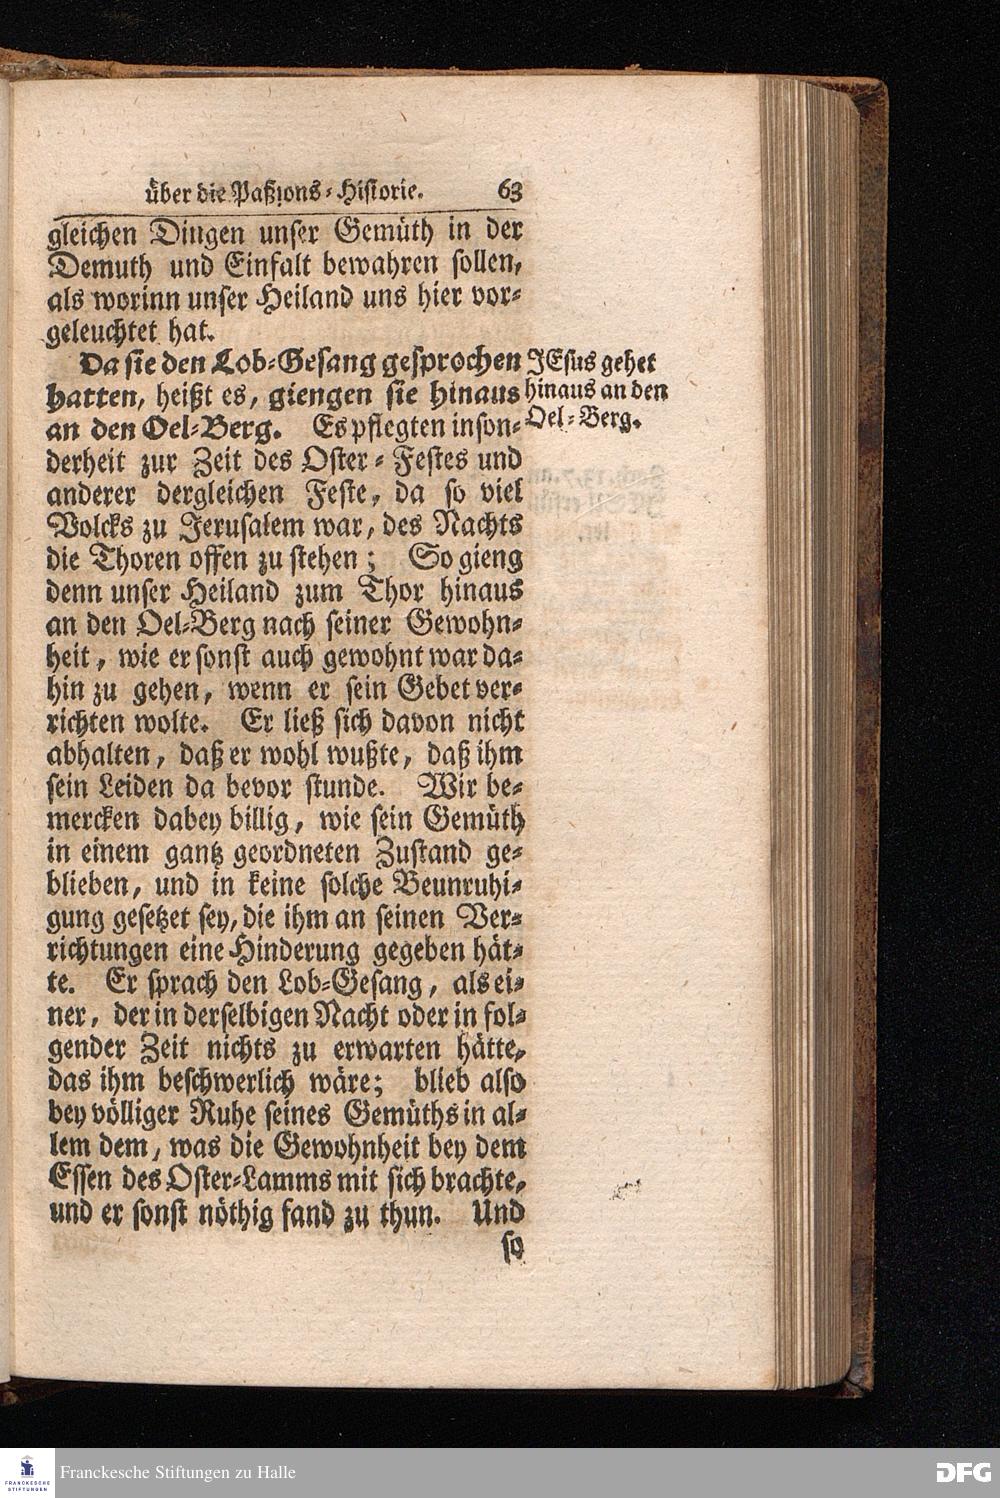 über die Paßions-Historie. 63
gleichen Dingen unser Gemüth in der
Demuth und Einfalt bewahren sollen,
als worinn unser Heiland uns hier vor-
geleuchtet hat.
Da sie den Lob-Gesang gesprochen
hatten, heißt es, giengen sie hinaus
an den Oel-Berg. Es pflegten inson-
derheit zur Zeit des Oster-Festes und
anderer dergleichen Feste, da so viel
Volcks zu Jerusalem war, des Nachts
die Thoren offen zu stehen; So gieng
denn unser Heiland zum Thor hinaus
an den Oel-Berg nach seiner Gewohn-
heit, wie er sonst auch gewohnt war da-
hin zu gehen, wenn er sein Gebet ver-
richten wolte. Er ließ sich davon nicht
abhalten, daß er wohl wußte, daß ihm
sein Leiden da bevor stunde. Wir be-
mercken dabey billig, wie sein Gemüth
in einem gantz geordneten Zustand ge-
blieben, und in keine solche Beunruhi-
gung gesetzet sey, die ihm an seinen Ver-
richtungen eine Hinderung gegeben hät-
te. Er sprach den Lob-Gesang, als ei-
ner, der in derselbigen Nacht oder in fol-
gender Zeit nichts zu erwarten hätte,
das ihm beschwerlich wäre; blieb also
bey völliger Ruhe seines Gemüths in al-
lem dem, was die Gewohnheit bey dem
Essen des Oster-Lamms mit sich brachte,
und er sonst nöthig fand zu thun. Und
so
JEsus gehet
hinaus an den
Oel-Berg.
FRANCKESCHE
STIFTUNGEN
Franckesche Stiftungen zu Halle
DFG